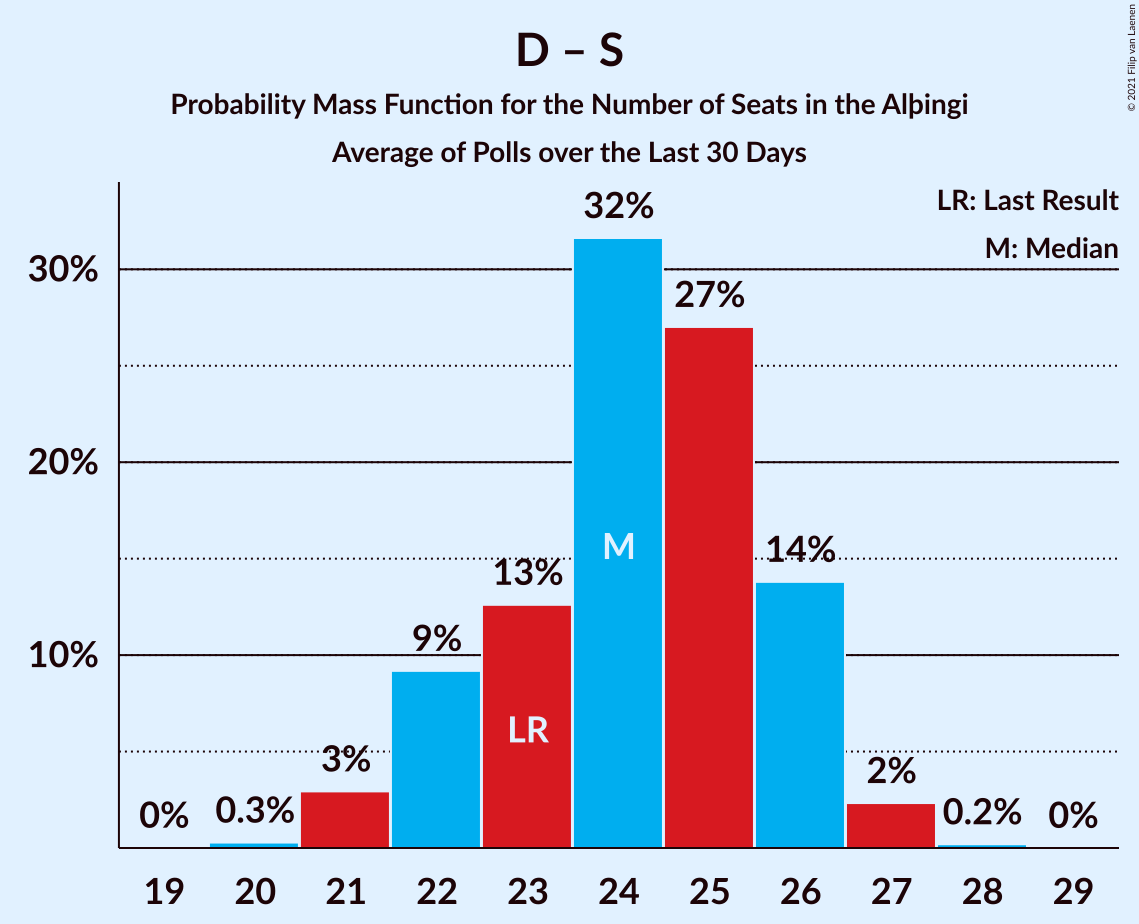 D – S
Probability Mass Function for the Number of Seats in the Alþingi
Average of Polls over the Last 30 Days
© 2021 Filip van Laenen
LR: Last Result
M: Median
32%
30%
27%
20%
14%
13%
M
10%
9%
LR
3%
2%
0%
0.3%
0.2%
0%
19 20 21 22 23 24 25 26 27 28 29